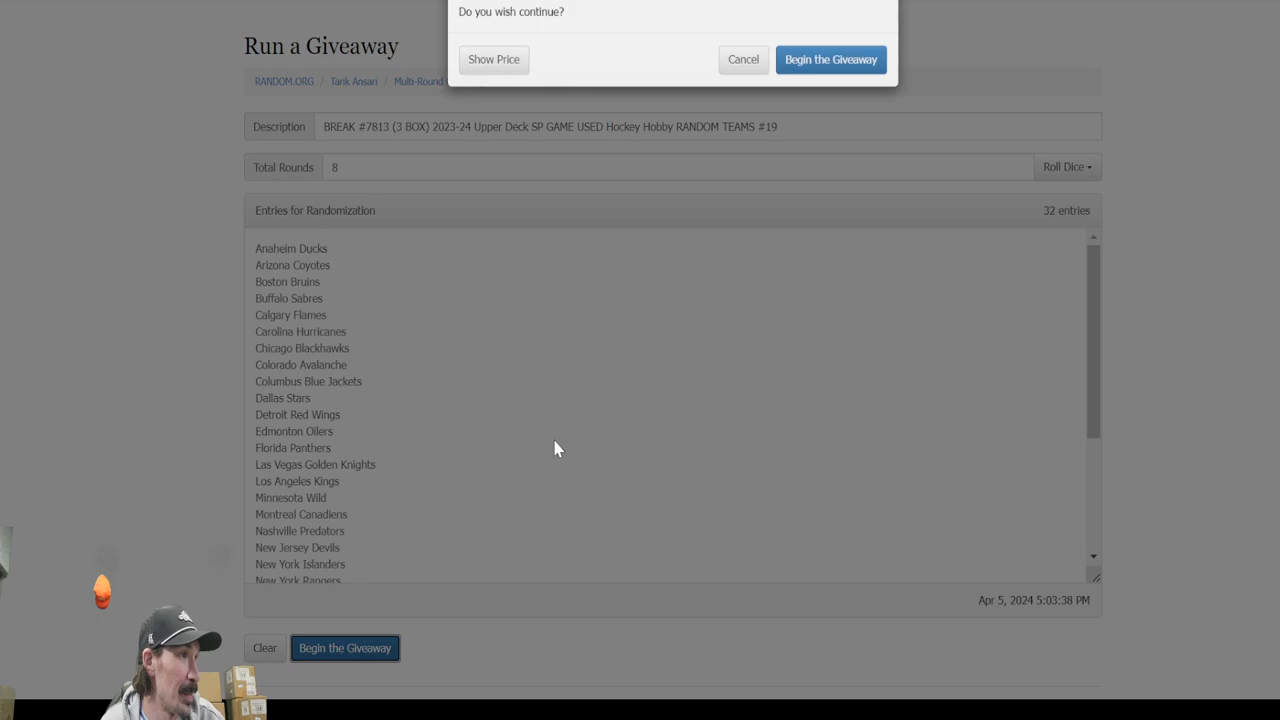 Do you wish continue?
Show Price
Cancel
Begin the Giveaway
Run a Giveaway
RANDOM.ORG / Tarik Ansari / Multi-Round
Description BREAK #7813 (3 BOX) 2023-24 Upper Deck SP GAME USED Hockey Hobby RANDOM TEAMS #19
Total Rounds 8 Roll Dice
Entries for Randomization 32 entries
Anaheim Ducks
Arizona Coyotes
Boston Bruins
Buffalo Sabres
Calgary Flames
Carolina Hurricanes
Chicago Blackhawks
Colorado Avalanche
Columbus Blue Jackets
Dallas Stars
Detroit Red Wings
Edmonton Oilers
Florida Panthers
Las Vegas Golden Knights
Los Angeles Kings
Minnesota Wild
Montreal Canadiens
Nashville Predators
New Jersey Devils
New York Islanders
New York Rangers
Apr 5, 2024 5:03:38 PM
Clear
Begin the Giveaway